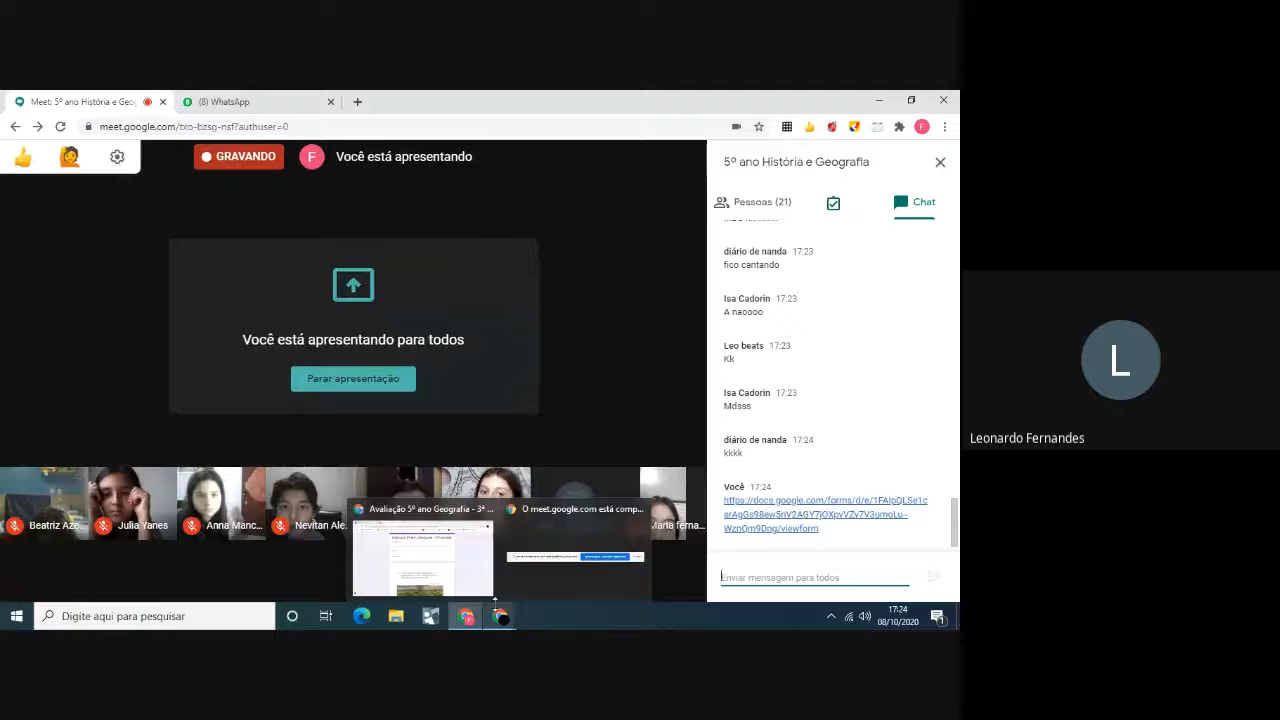 Meet: 5º ano História e Geog
(8) WhatsApp
meet.google.com/txo-bzsg-nsf?authuser=0
GRAVANDO
F
Você está apresentando
5º ano História e Geografia
Pessoas (21)
Chat
diário de nanda 17:23
fico cantando
Isa Cadorin 17:23
A naoooo
Leo beats 17:23
Kk
Isa Cadorin 17:23
Mdsss
diário de nanda 17:24
kkkk
Você 17:24
https://docs.google.com/forms/d/e/1FAIpQLSe1c
erAgGs98ew5nV2AGY7jOXpvVZv7V3umoLu--
WznQm9Dng/viewform
Enviar mensagem para todos
Você está apresentando para todos
Parar apresentação
Beatriz Aze...
Julia Yanes
Anna Manc...
Nevitan Ale...
Maria ferna...
Avaliação 5º ano Geografia - 3ª ...
O meet.google.com está comp...
Digite aqui para pesquisar
17:24
08/10/2020
L
Leonardo Fernandes